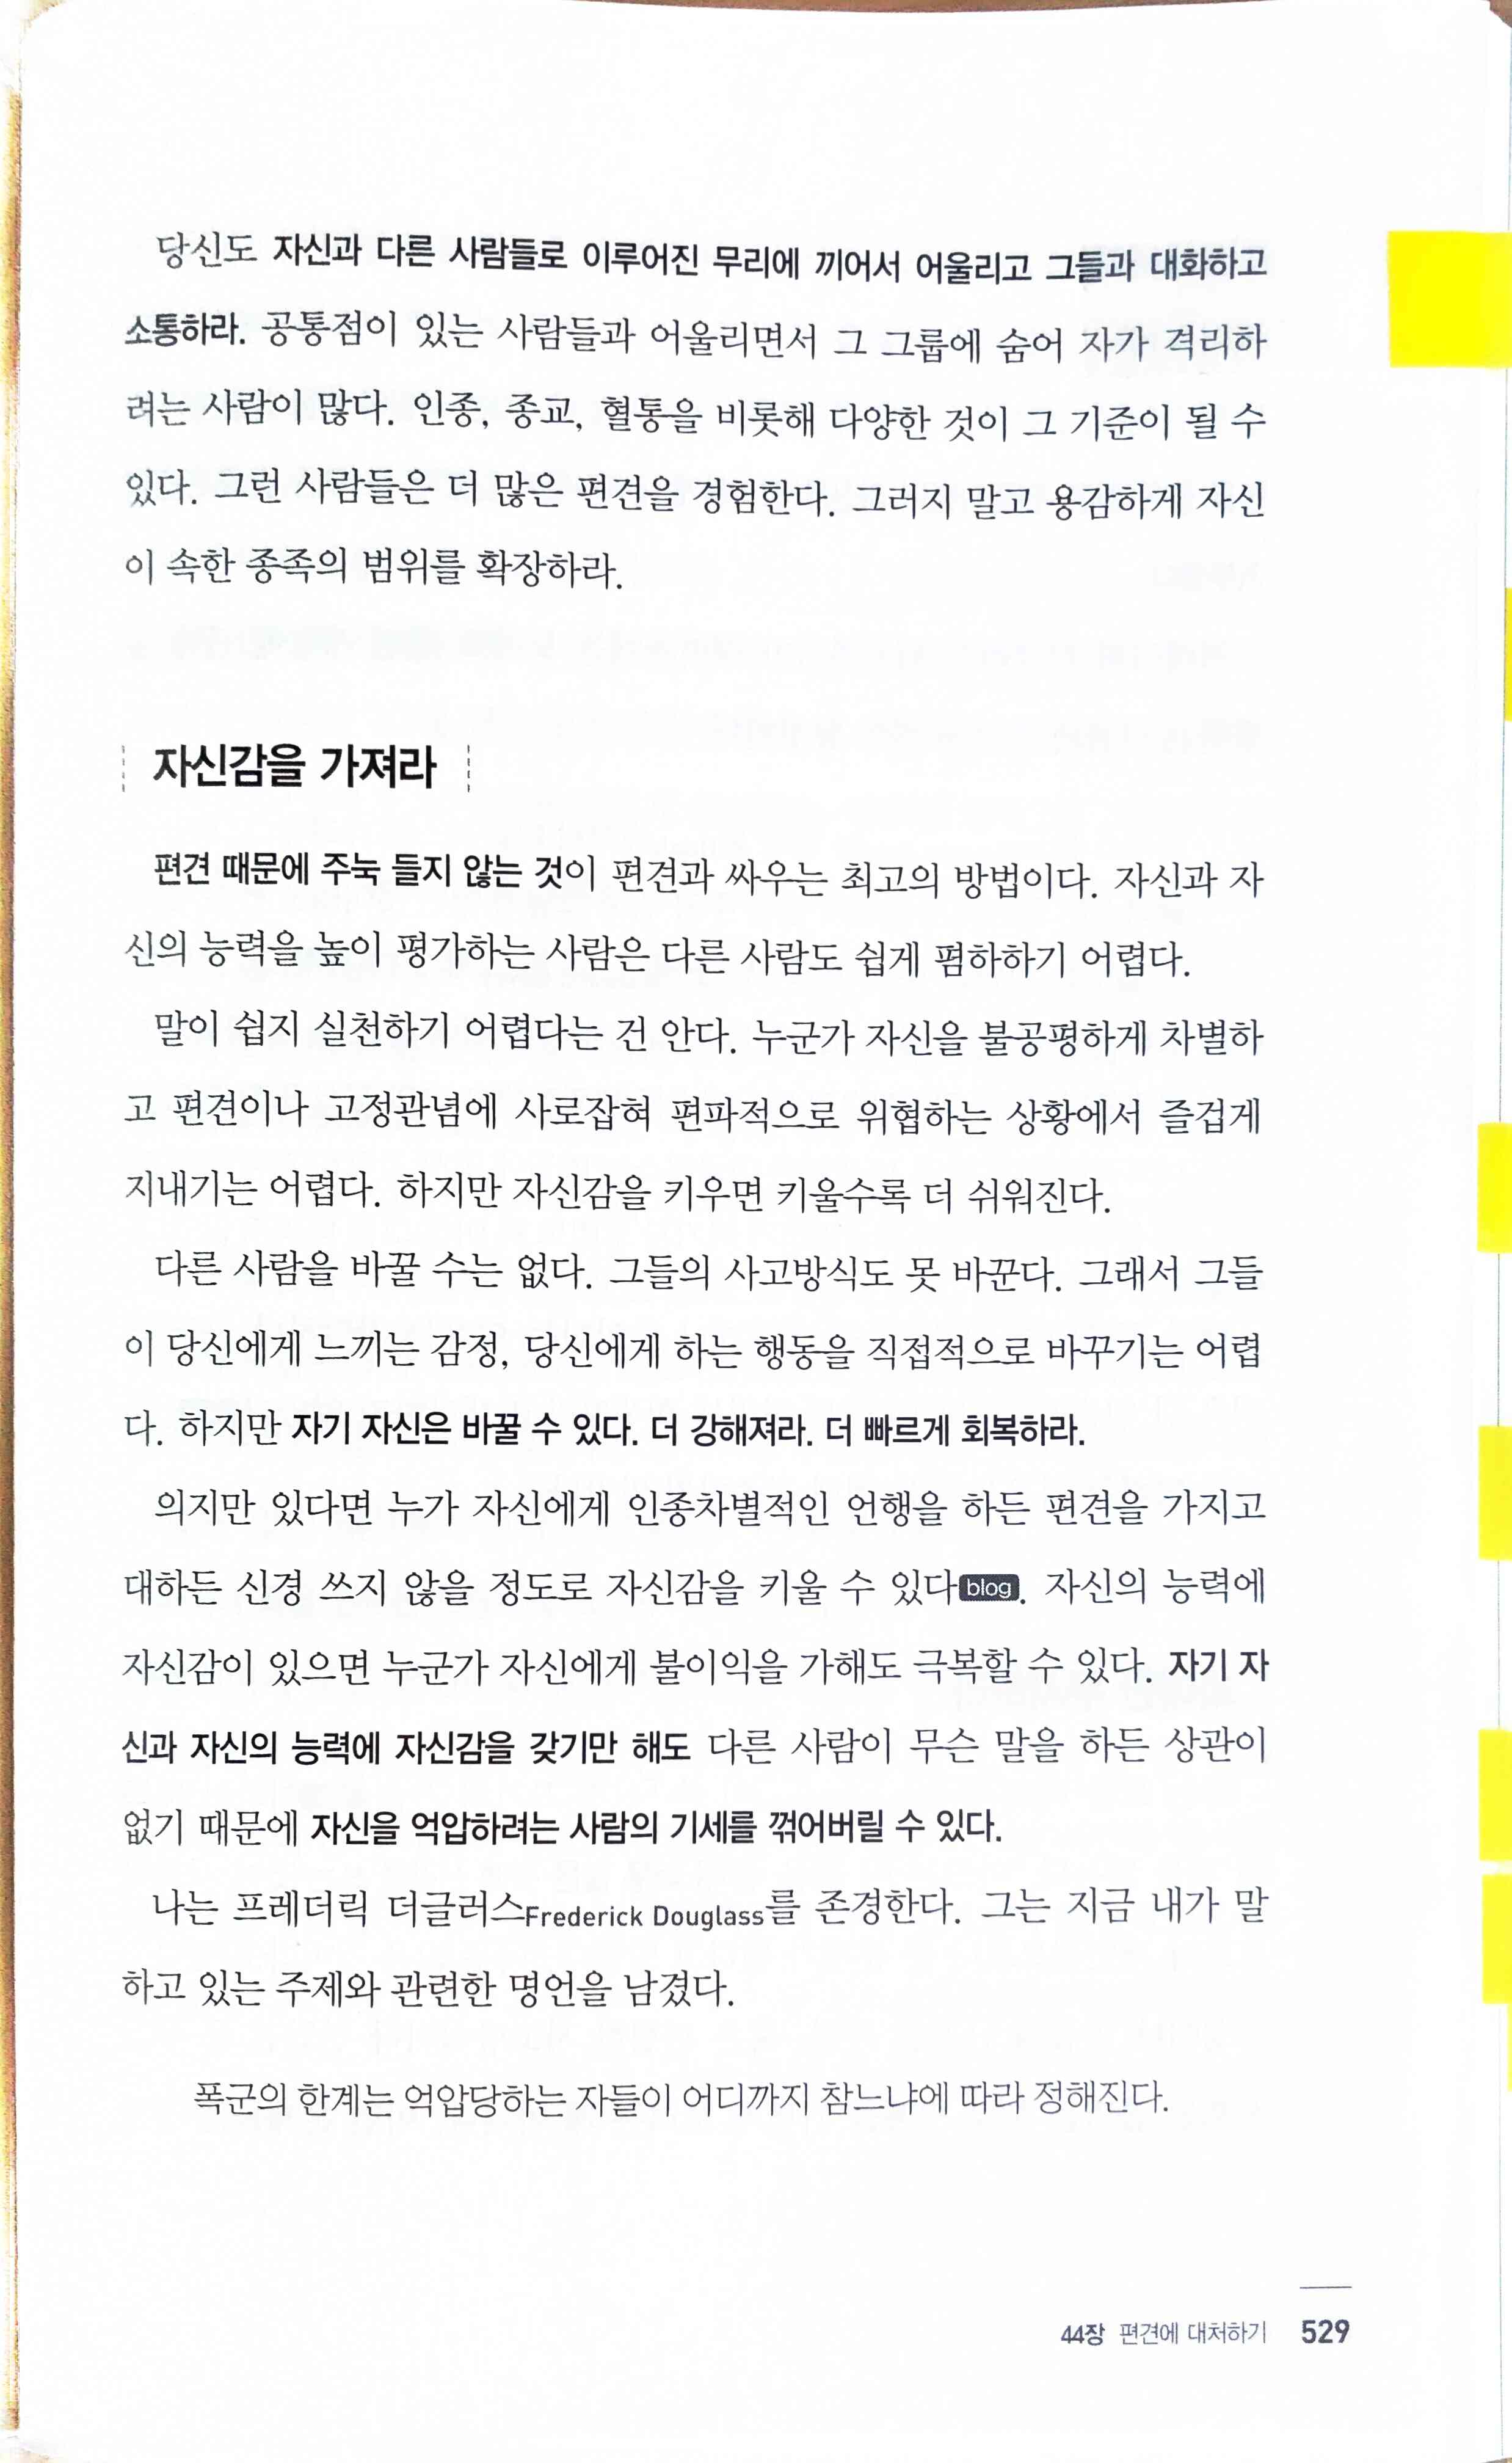 당신도 자신과 다른 사람들로 이루어진 무리에 끼어서 어울리고 그들과 대화하고
소통하라. 공통점이 있는 사람들과 어울리면서 그 그룹에 숨어 자가 격리하
려는 사람이 많다. 인종, 종교, 혈통을 비롯해 다양한 것이 그 기준이 될 수
있다. 그런 사람들은 더 많은 편견을 경험한다. 그러지 말고 용감하게 자신
이 속한 종족의 범위를 확장하라.
자신감을 가져라
편견 때문에 주눅 들지 않는 것이 편견과 싸우는 최고의 방법이다. 자신과 자
신의 능력을 높이 평가하는 사람은 다른 사람도 쉽게 폄하하기 어렵다.
말이 쉽지 실천하기 어렵다는 건 안다. 누군가 자신을 불공평하게 차별하
고 편견이나 고정관념에 사로잡혀 편파적으로 위협하는 상황에서 즐겁게
지내기는 어렵다. 하지만 자신감을 키우면 키울수록 더 쉬워진다.
다른 사람을 바꿀 수는 없다. 그들의 사고방식도 못 바꾼다. 그래서 그들
이 당신에게 느끼는 감정, 당신에게 하는 행동을 직접적으로 바꾸기는 어렵
다. 하지만 자기 자신은 바꿀 수 있다. 더 강해져라. 더 빠르게 회복하라.
의지만 있다면 누가 자신에게 인종차별적인 언행을 하든 편견을 가지고
대하든 신경 쓰지 않을 정도로 자신감을 키울 수 있다blog. 자신의 능력에
자신감이 있으면 누군가 자신에게 불이익을 가해도 극복할 수 있다. 자기 자
신과 자신의 능력에 자신감을 갖기만 해도 다른 사람이 무슨 말을 하든 상관이
없기 때문에 자신을 억압하려는 사람의 기세를 꺾어버릴 수 있다.
나는 프레더릭 더글러스Frederick Douglass를 존경한다. 그는 지금 내가 말
하고 있는 주제와 관련한 명언을 남겼다.
폭군의 한계는 억압당하는 자들이 어디까지 참느냐에 따라 정해진다.
44장 편견에 대처하기 529